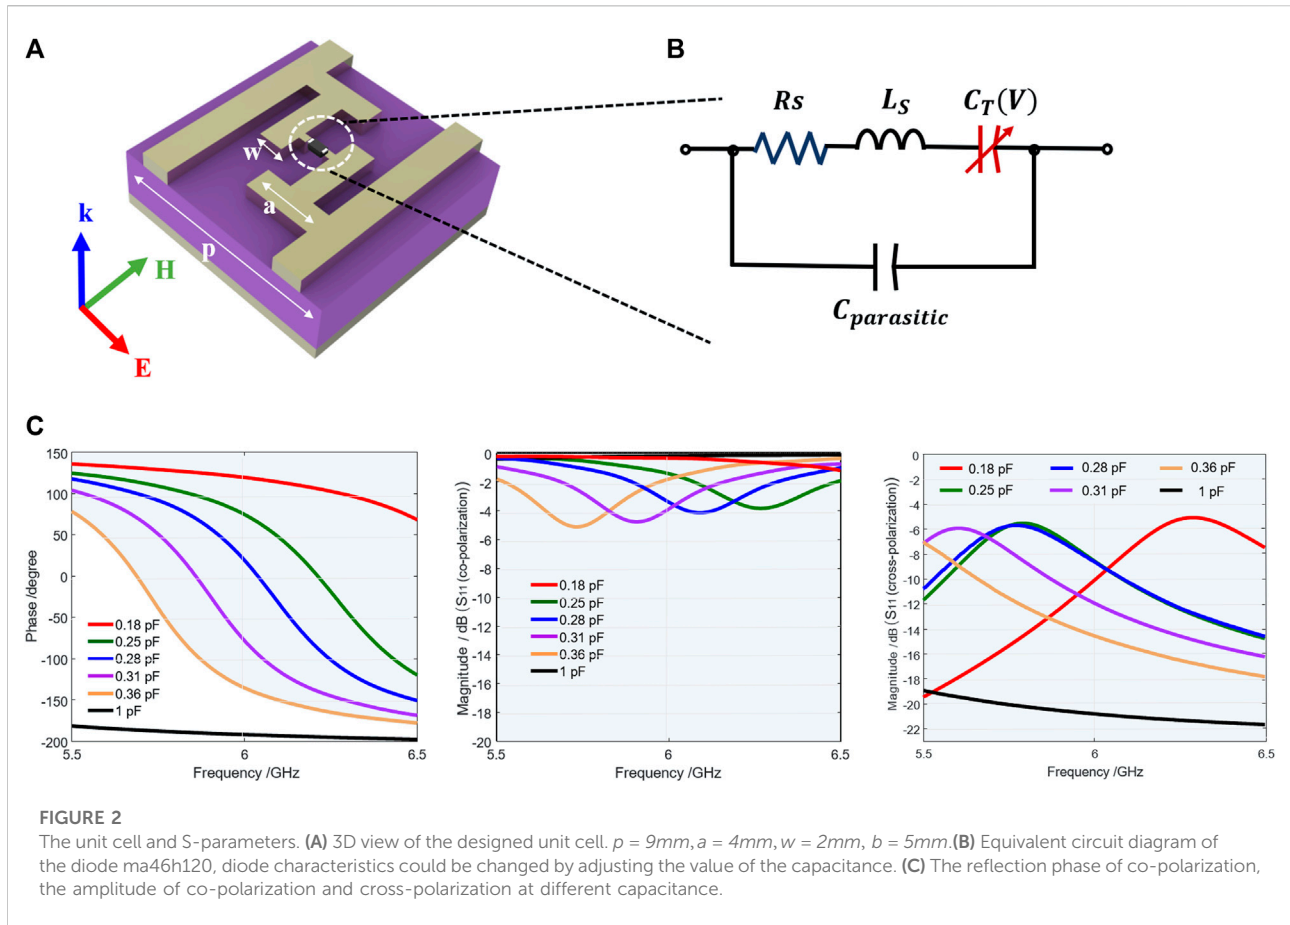 A
w
a
p
k
H
E
B
Rs
L_S
C_T(V)
C_parasitic
C
150
100
50
0
-50
-100
-150
-200
Phase /degree
0.18 pF
0.25 pF
0.28 pF
0.31 pF
0.36 pF
1 pF
5.5
6
6.5
Frequency /GHz
0
-2
-4
-6
-8
-10
-12
-14
-16
-18
-20
Magnitude / dB (S11 (co-polarization))
0.18 pF
0.25 pF
0.28 pF
0.31 pF
0.36 pF
1 pF
5.5
6
6.5
Frequency /GHz
0
-2
-4
-6
-8
-10
-12
-14
-16
-18
-20
-22
Magnitude / dB (S11 (cross-polarization))
0.18 pF 0.28 pF 0.36 pF
0.25 pF 0.31 pF 1 pF
5.5
6
6.5
Frequency /GHz
FIGURE 2
The unit cell and S-parameters. (A) 3D view of the designed unit cell. p = 9mm, a = 4mm, w = 2mm, b = 5mm.(B) Equivalent circuit diagram of
the diode ma46h120, diode characteristics could be changed by adjusting the value of the capacitance. (C) The reflection phase of co-polarization,
the amplitude of co-polarization and cross-polarization at different capacitance.